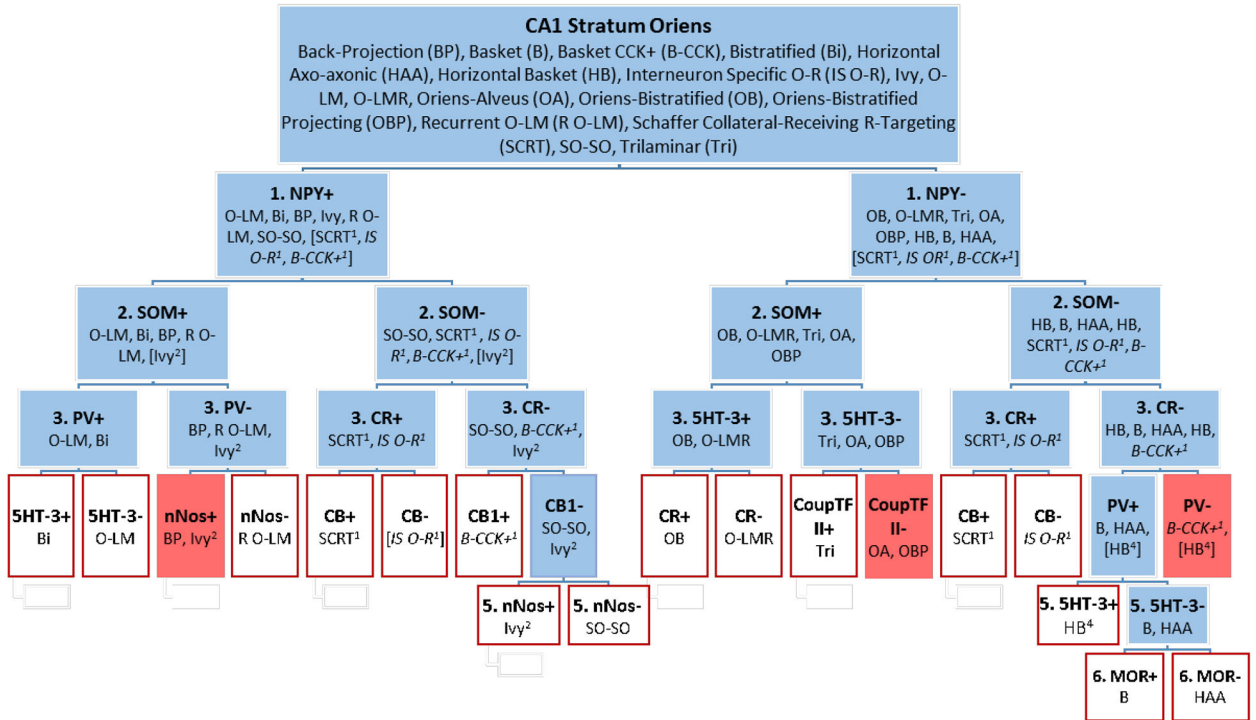 CA1 Stratum Oriens
Back-Projection (BP), Basket (B), Basket CCK+ (B-CCK), Bistratified (Bi), Horizontal
Axo-axonic (HAA), Horizontal Basket (HB), Interneuron Specific O-R (IS O-R), Ivy, O-
LM, O-LMR, Oriens-Alveus (OA), Oriens-Bistratified (OB), Oriens-Bistratified
Projecting (OBP), Recurrent O-LM (R O-LM), Schaffer Collateral-Receiving R-Targeting
(SCRT), SO-SO, Trilaminar (Tri)
1. NPY+
O-LM, Bi, BP, Ivy, R O-
LM, SO-SO, [SCRT¹, IS
O-R¹, B-CCK+¹]
1. NPY-
OB, O-LMR, Tri, OA,
OBP, HB, B, HAA,
[SCRT¹, IS OR¹, B-CCK+¹]
2. SOM+
O-LM, Bi, BP, R O-
LM, [Ivy²]
2. SOM-
SO-SO, SCRT¹, IS O-
R¹, B-CCK+¹, [Ivy²]
2. SOM+
OB, O-LMR, Tri, OA,
OBP
2. SOM-
HB, B, HAA, HB,
SCRT¹, IS O-R¹, B-
CCK+¹
3. PV+
O-LM, Bi
3. PV-
BP, R O-LM,
Ivy²
3. CR+
SCRT¹, IS O-R¹
3. CR-
SO-SO, B-CCK+¹,
Ivy²
3. 5HT-3+
OB, O-LMR
3. 5HT-3-
Tri, OA, OBP
3. CR+
SCRT¹, IS O-R¹
3. CR-
HB, B, HAA, HB,
B-CCK+¹
5HT-3+
Bi
5HT-3-
O-LM
nNos+
BP, Ivy²
nNos-
R O-LM
CB+
SCRT¹
CB-
[IS O-R¹]
CB1+
B-CCK+¹
CB1-
SO-SO,
Ivy²
CR+
OB
CR-
O-LMR
CoupTF
II+
Tri
CoupTF
II-
OA, OBP
CB+
SCRT¹
CB-
IS O-R¹
PV+
B, HAA,
[HB⁴]
PV-
B-CCK+¹,
[HB⁴]
5. nNos+
Ivy²
5. nNos-
SO-SO
5. 5HT-3+
HB⁴
5. 5HT-3-
B, HAA
6. MOR+
B
6. MOR-
HAA